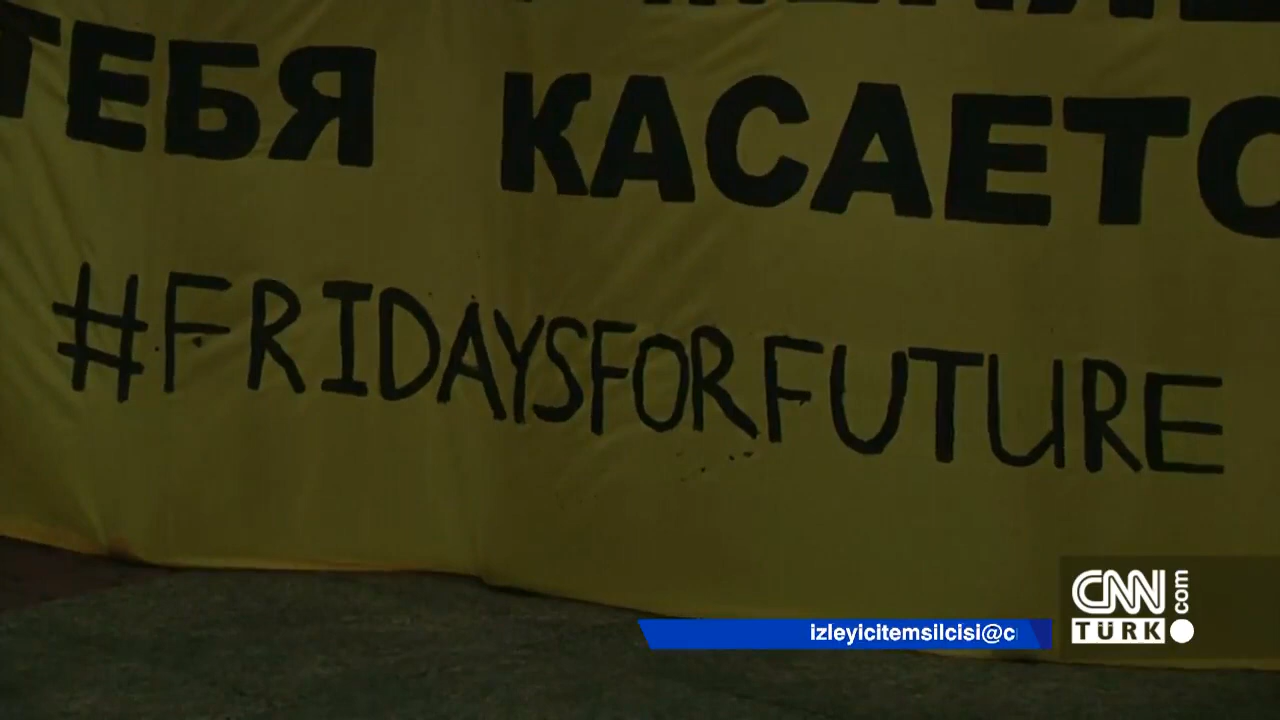 ТЕБЯ КАСАЕТС
#FRIDAYSFORFUTURE
izleyicitemsilcisi@c
CNN
TÜRK
.com